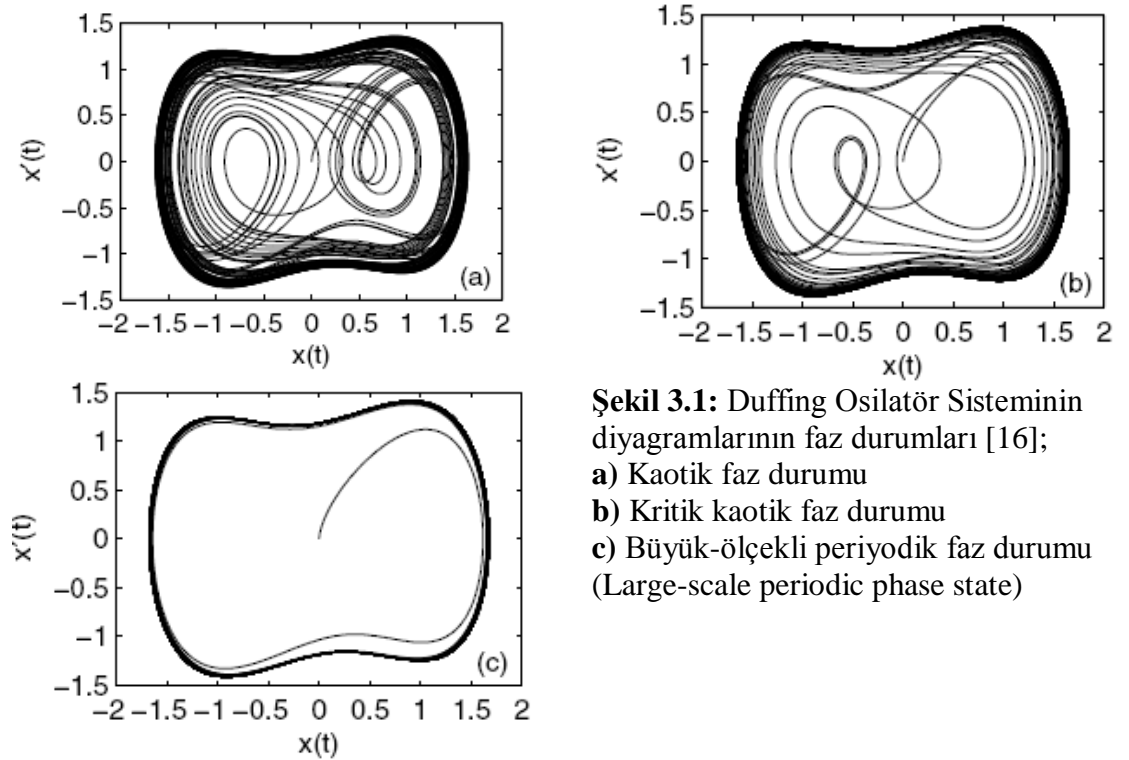 1.5
1
0.5
0
−0.5
−1
−1.5
x′(t)
(a)
−2 −1.5 −1 −0.5 0 0.5 1 1.5 2
x(t)
1.5
1
0.5
0
−0.5
−1
−1.5
x′(t)
(b)
−2 −1.5 −1 −0.5 0 0.5 1 1.5 2
x(t)
1.5
1
0.5
0
−0.5
−1
−1.5
x′(t)
(c)
−2 −1.5 −1 −0.5 0 0.5 1 1.5 2
x(t)
Şekil 3.1: Duffing Osilatör Sisteminin
diyagramlarının faz durumları [16];
a) Kaotik faz durumu
b) Kritik kaotik faz durumu
c) Büyük-ölçekli periyodik faz durumu
(Large-scale periodic phase state)